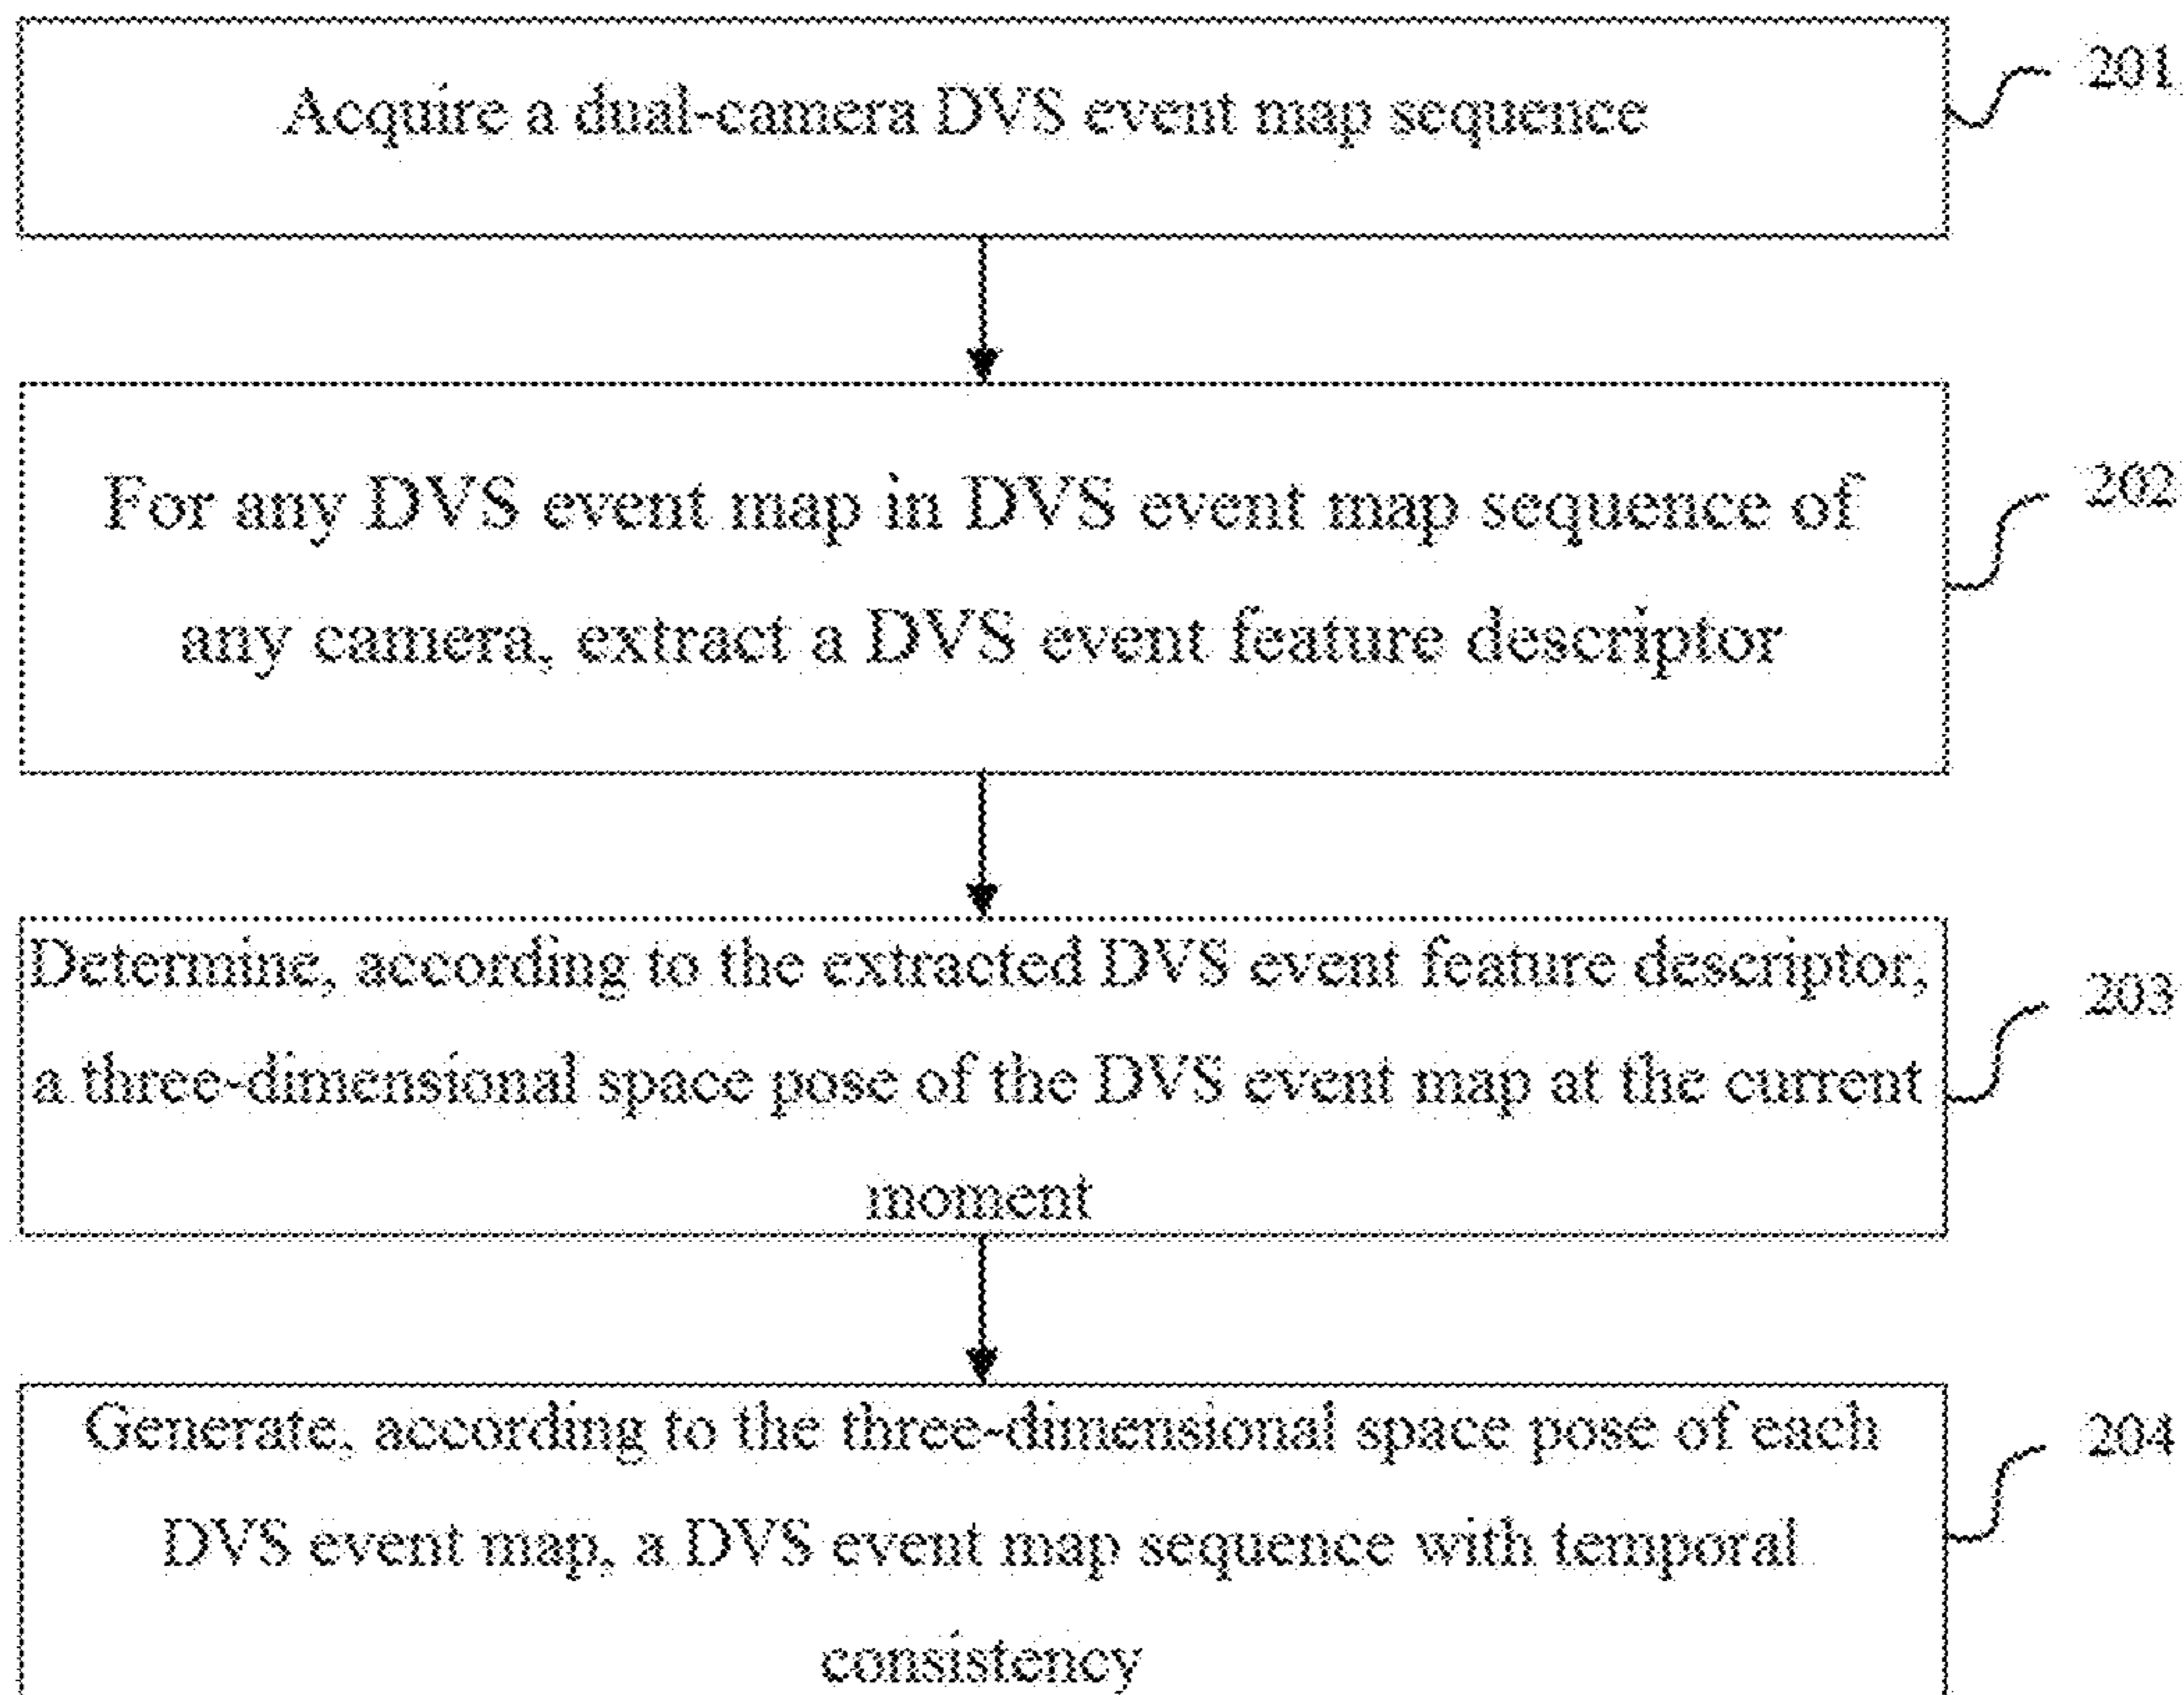 Acquire a dual-camera DVS event map sequence
201
For any DVS event map in DVS event map sequence of
any camera, extract a DVS event feature descriptor
202
Determine, according to the extracted DVS event feature descriptor,
a three-dimensional space pose of the DVS event map at the current
moment
203
Generate, according to the three-dimensional space pose of each
DVS event map, a DVS event map sequence with temporal
consistency
204